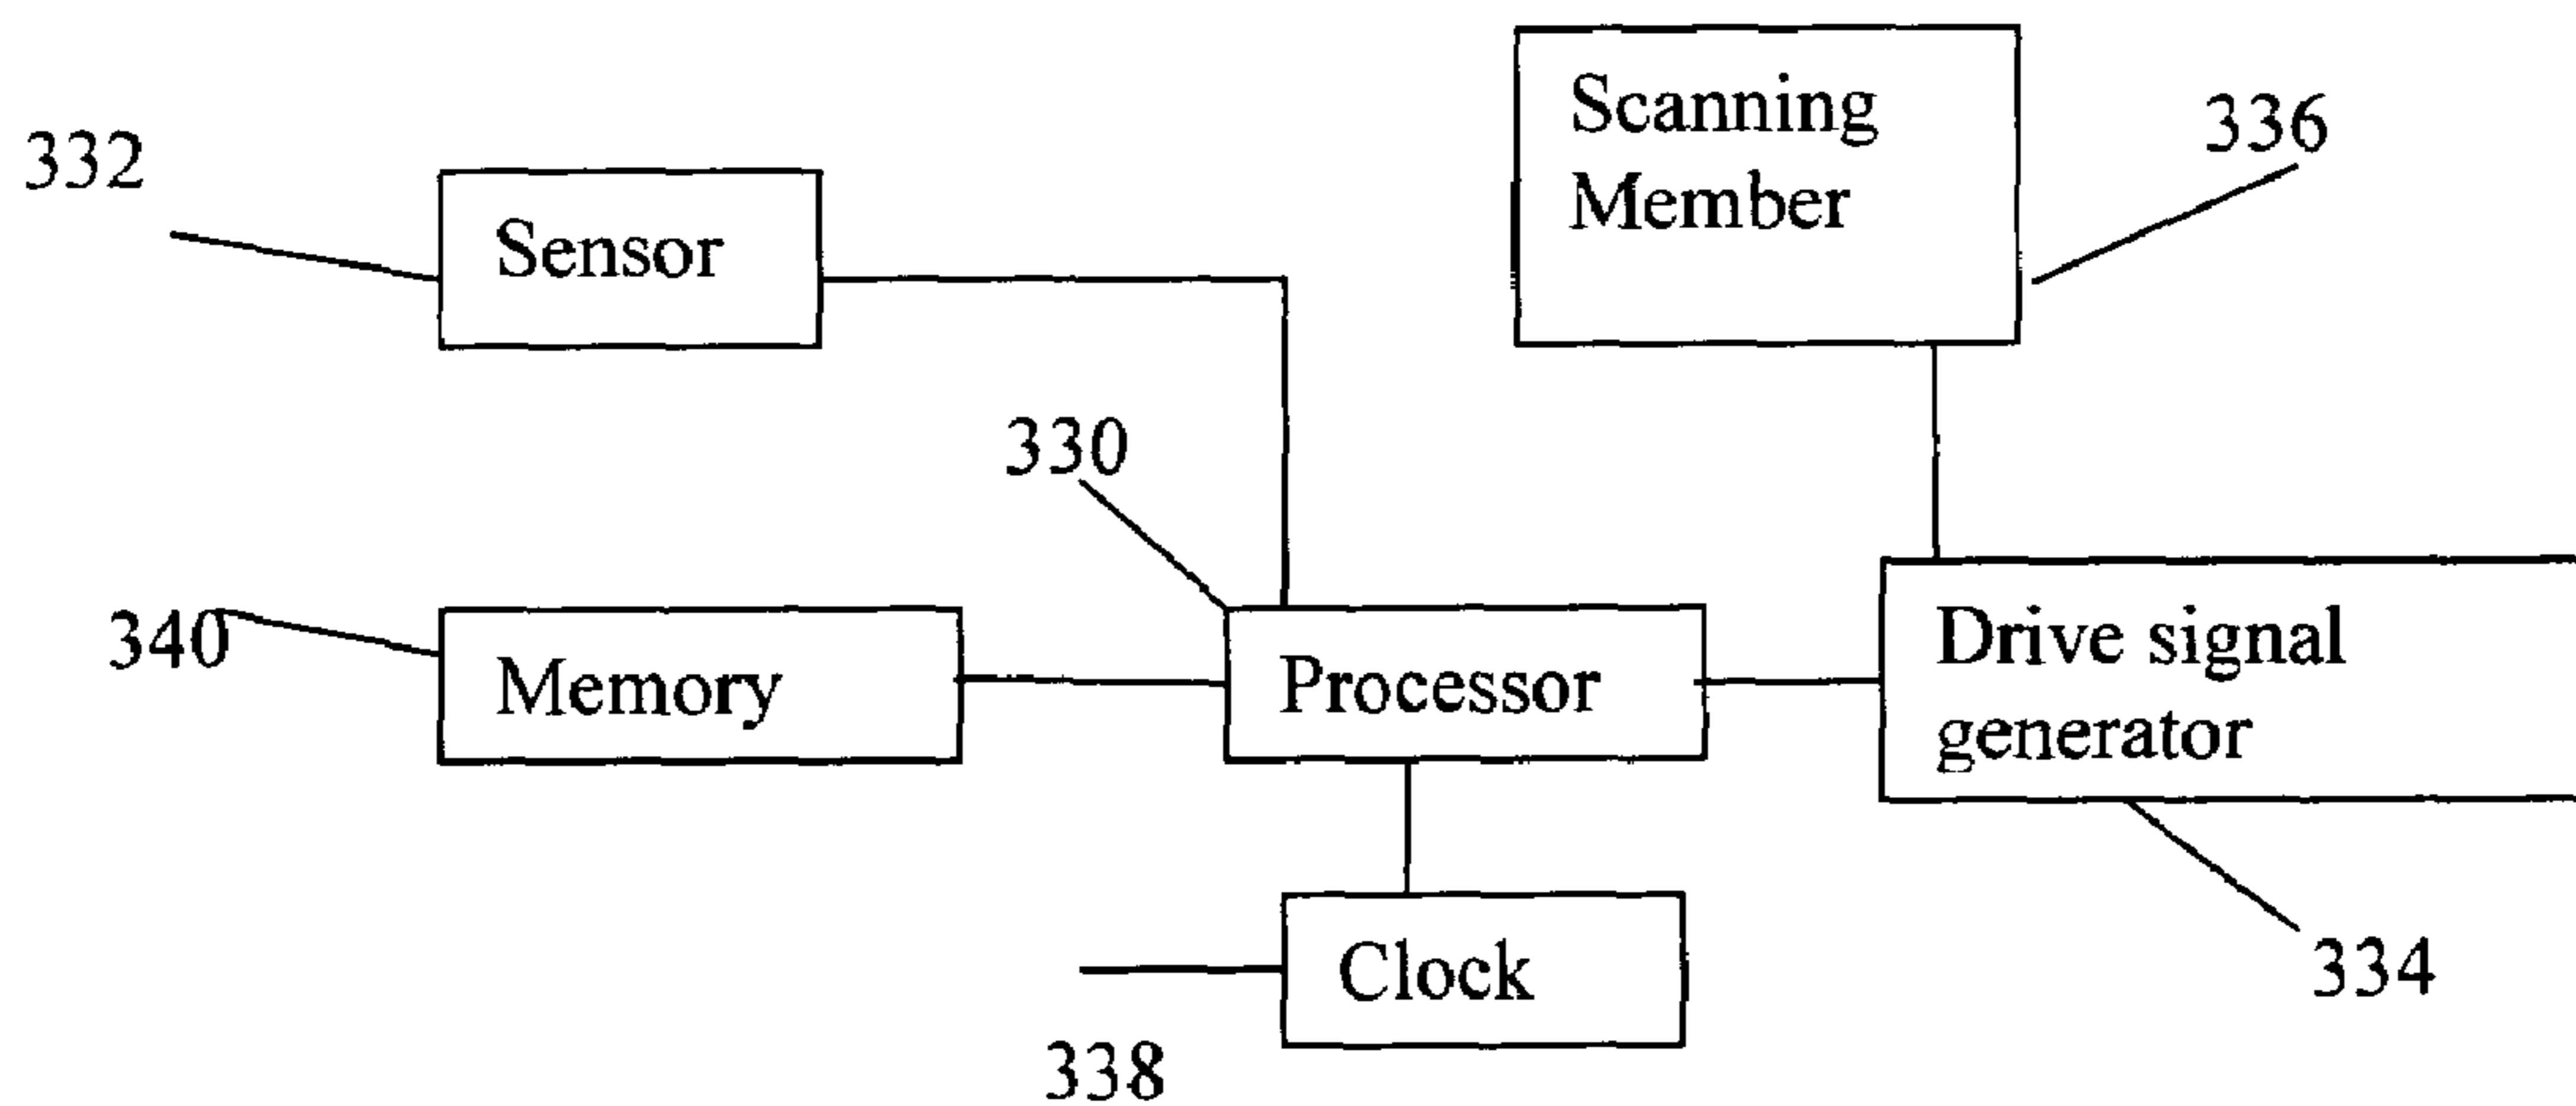 Scanning
Member
336
332
Sensor
330
340
Memory
Processor
Drive signal
generator
Clock
334
338